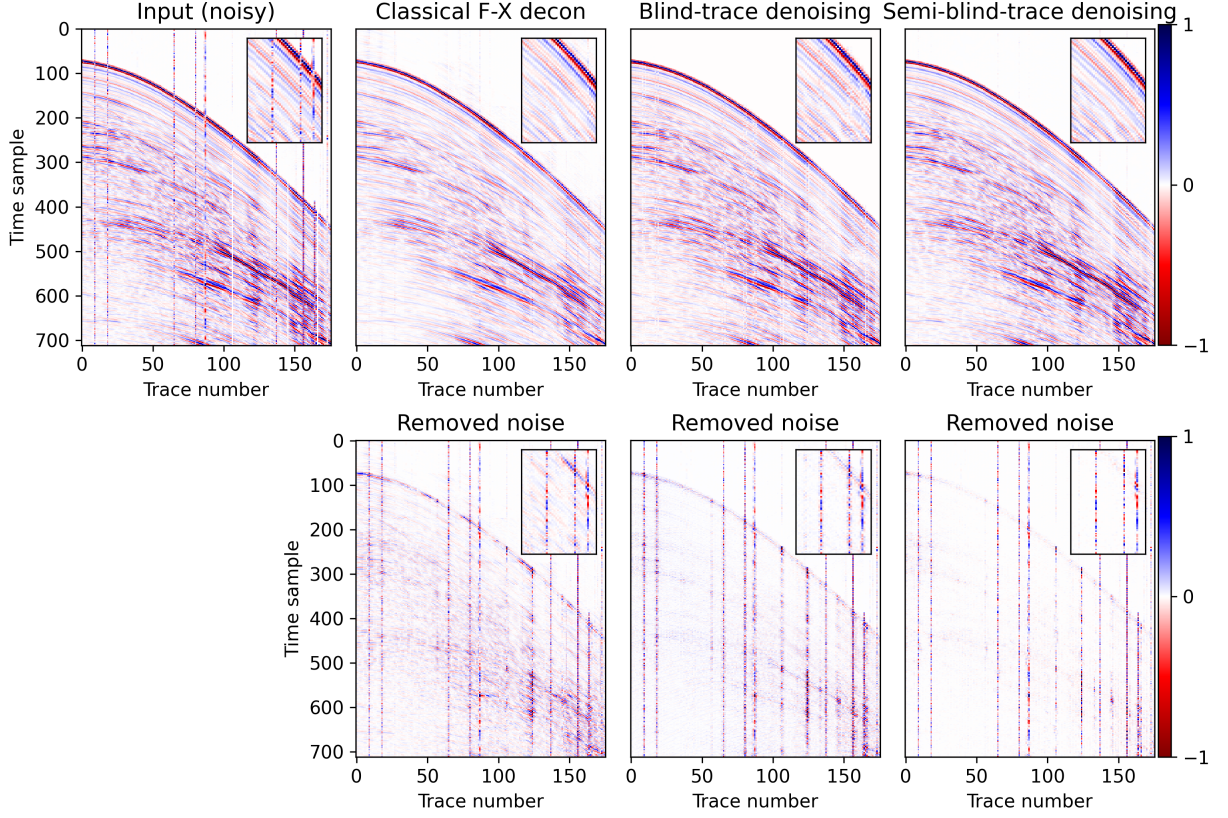 Input (noisy)
Classical F-X decon
Blind-trace denoising
Semi-blind-trace denoising
0
100
200
300
400
500
600
700
Time sample
0 50 100 150
Trace number
0 50 100 150
Trace number
0 50 100 150
Trace number
0 50 100 150
Trace number
1
0
−1
Removed noise
Removed noise
Removed noise
0
100
200
300
400
500
600
700
Time sample
0 50 100 150
Trace number
0 50 100 150
Trace number
0 50 100 150
Trace number
1
0
−1